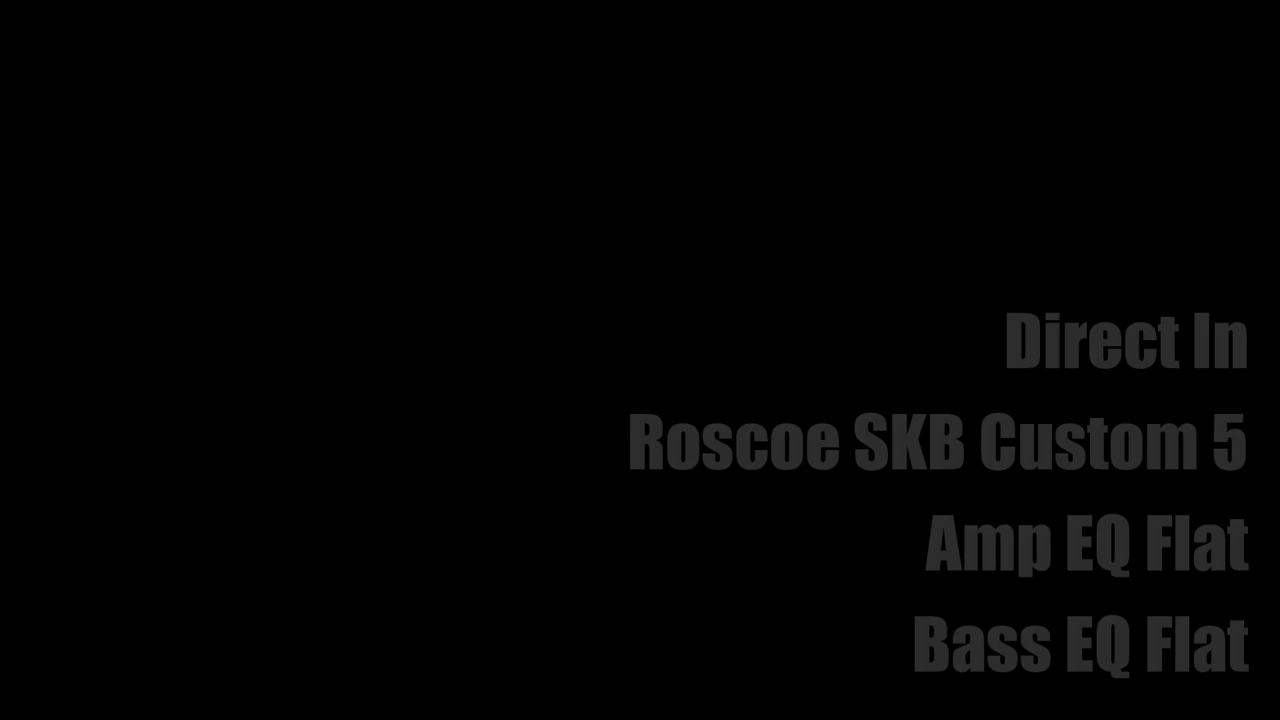 Direct In
Roscoe SKB Custom 5
Amp EQ Flat
Bass EQ Flat